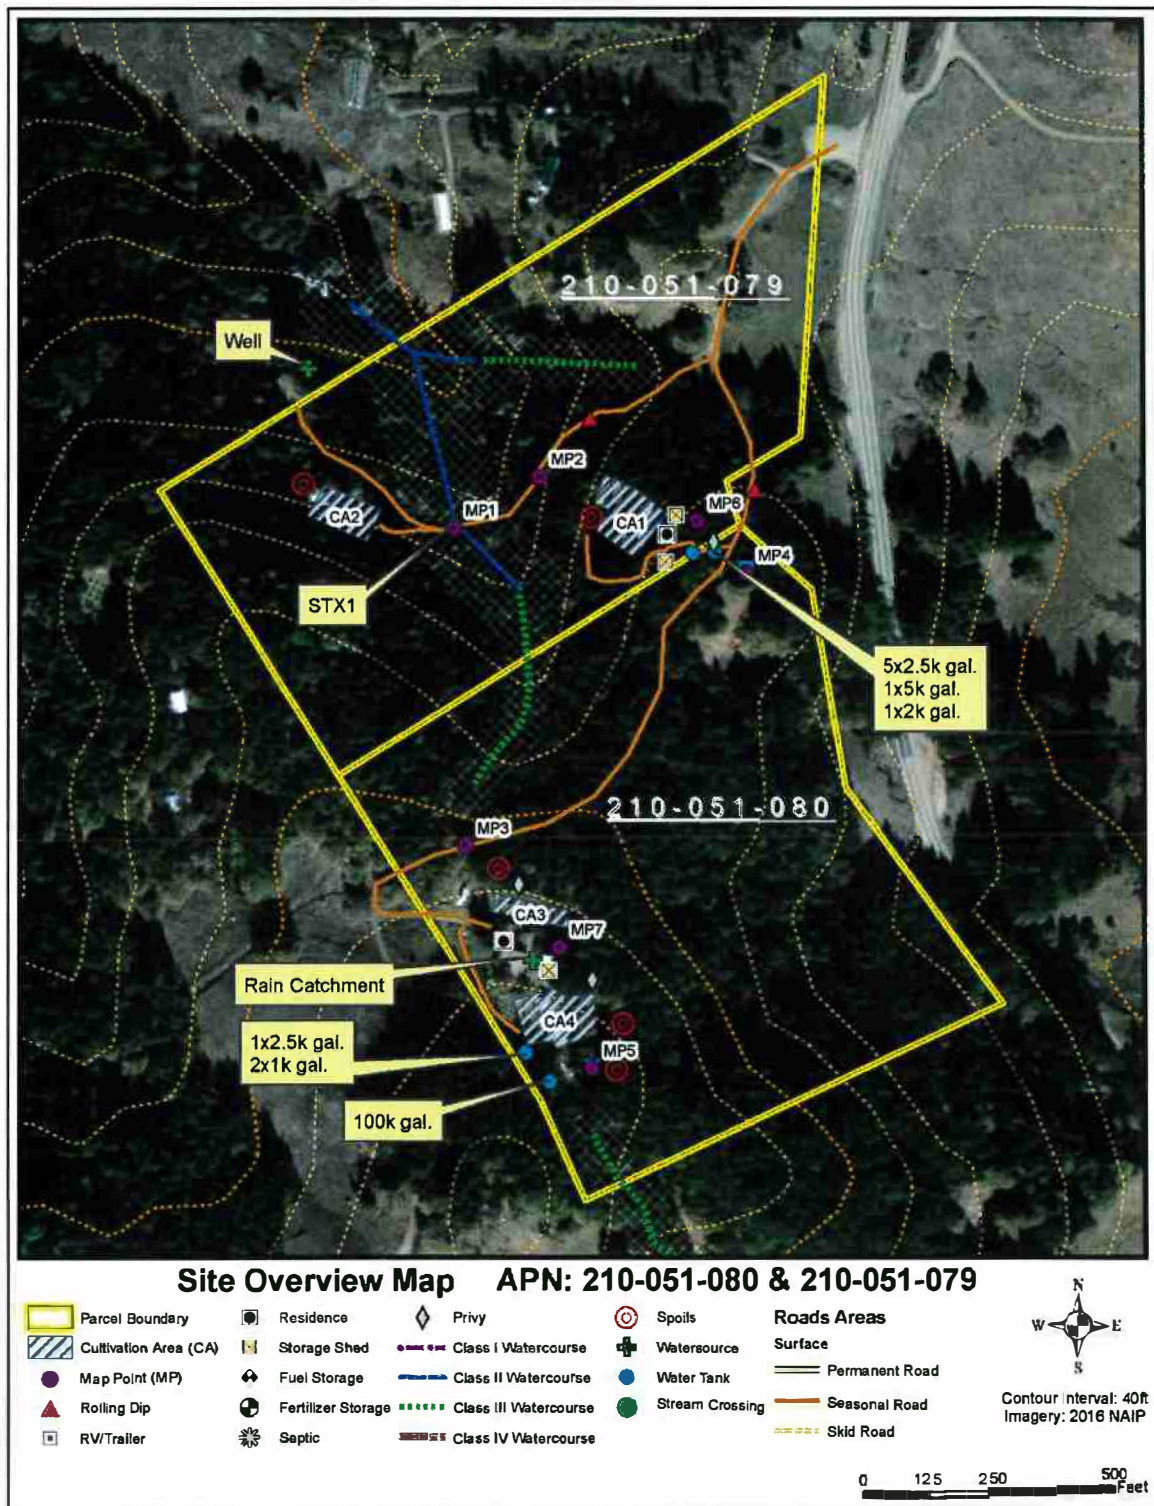 210-051-079
Well
MP2
MP1
CA2
CA1
MP6
MP4
STX1
5x2.5k gal.
1x5k gal.
1x2k gal.
210-051-080
MP3
CA3
MP7
Rain Catchment
CA4
1x2.5k gal.
2x1k gal.
MP5
100k gal.
Site Overview Map APN: 210-051-080 & 210-051-079
Parcel Boundary
Cultivation Area (CA)
Map Point (MP)
Rolling Dip
RV/Trailer
Residence
Storage Shed
Fuel Storage
Fertilizer Storage
Septic
Privy
Class I Watercourse
Class II Watercourse
Class III Watercourse
Class IV Watercourse
Spoils
Watersource
Water Tank
Stream Crossing
Roads Areas
Surface
Permanent Road
Seasonal Road
Skid Road
N
W E
S
Contour Interval: 40ft
Imagery: 2016 NAIP
0 125 250 500
Feet